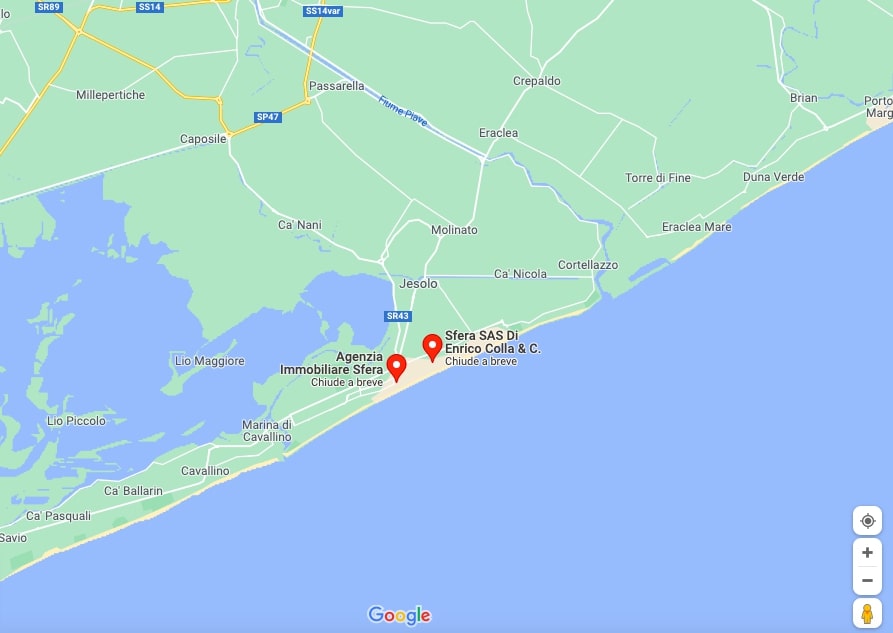 lo
SR89
SS14
SS14var
Millepertiche
Passarella
Crepaldo
Brian
Porto
Marg
SP47
Fiume Piave
Caposile
Eraclea
Torre di Fine
Duna Verde
Ca' Nani
Molinato
Eraclea Mare
Jesolo
Ca' Nicola
Cortellazzo
SR43
Sfera SAS Di
Enrico Colla & C.
Chiude a breve
Agenzia
Immobiliare Sfera
Chiude a breve
Lio Maggiore
Lio Piccolo
Marina di
Cavallino
Cavallino
Ca' Ballarin
Ca' Pasquali
Savio
Google